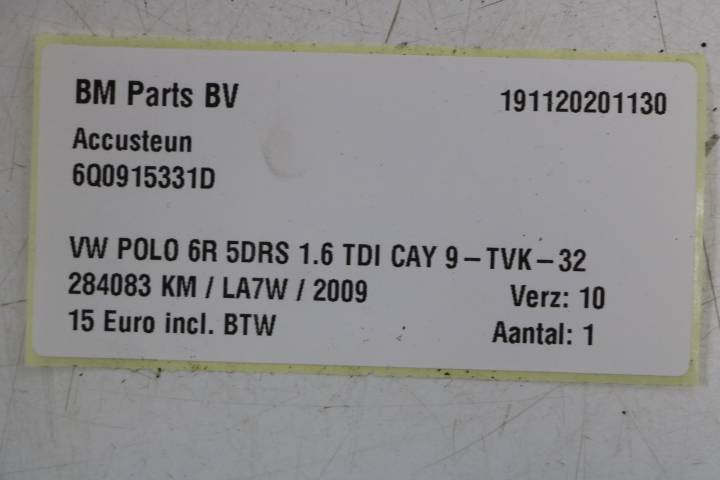 BM Parts BV 191120201130
Accusteun
6Q0915331D
VW POLO 6R 5DRS 1.6 TDI CAY 9-TVK-32
284083 KM / LA7W / 2009 Verz: 10
15 Euro incl. BTW Aantal: 1